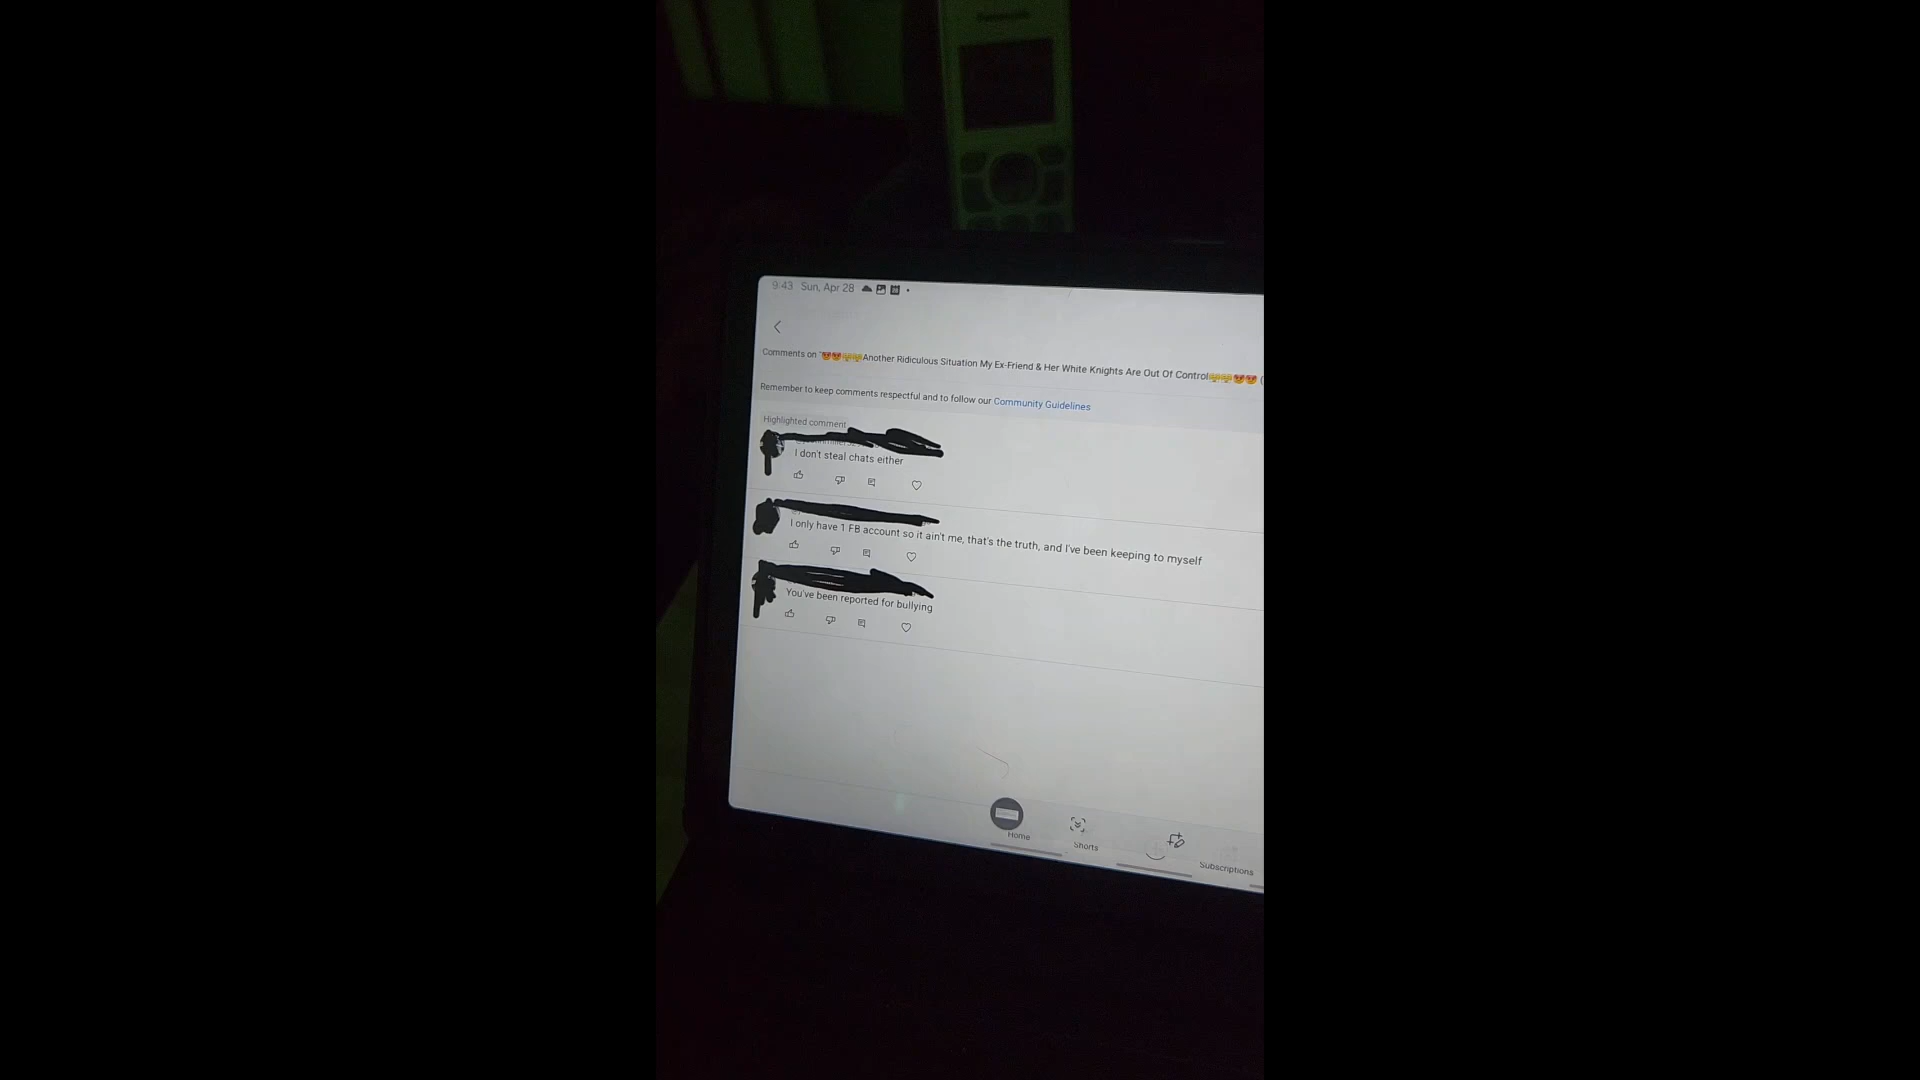 Panasonic
9:43 Sun, Apr 28
Comments on "😡😡😤😤Another Ridiculous Situation My Ex-Friend & Her White Knights Are Out Of Control😤😤😡😡 (
Remember to keep comments respectful and to follow our Community Guidelines
Highlighted comment
I don't steal chats either
I only have 1 FB account so it ain't me, that's the truth, and I've been keeping to myself
You've been reported for bullying
Home
Shorts
Subscriptions